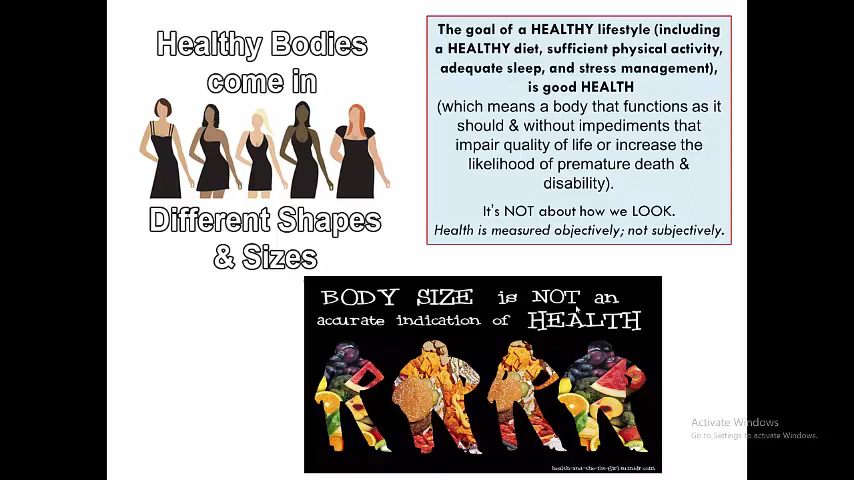 Healthy Bodies
come in
Different Shapes
& Sizes
The goal of a HEALTHY lifestyle (including
a HEALTHY diet, sufficient physical activity,
adequate sleep, and stress management),
is good HEALTH
(which means a body that functions as it
should & without impediments that
impair quality of life or increase the
likelihood of premature death &
disability).
It's NOT about how we LOOK.
Health is measured objectively; not subjectively.
BODY SIZE is NOT an
accurate indication of HEALTH
Activate Windows
Go to Settings to activate Windows.